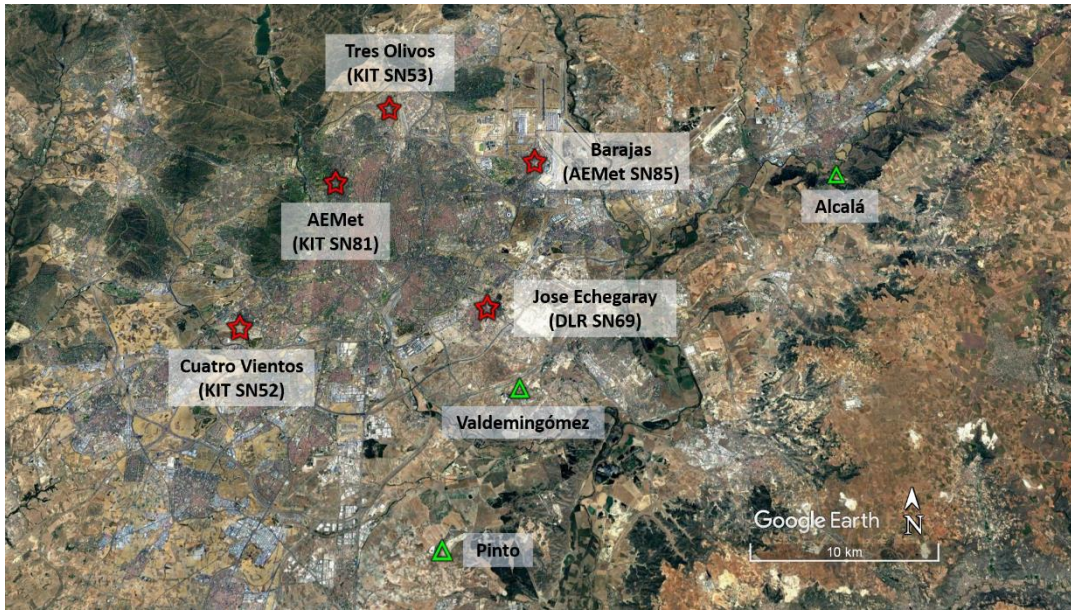 Tres Olivos
(KIT SN53)
Barajas
(AEMet SN85)
Alcalá
AEMet
(KIT SN81)
Jose Echegaray
(DLR SN69)
Cuatro Vientos
(KIT SN52)
Valdemingómez
Pinto
Google Earth
N
10 km